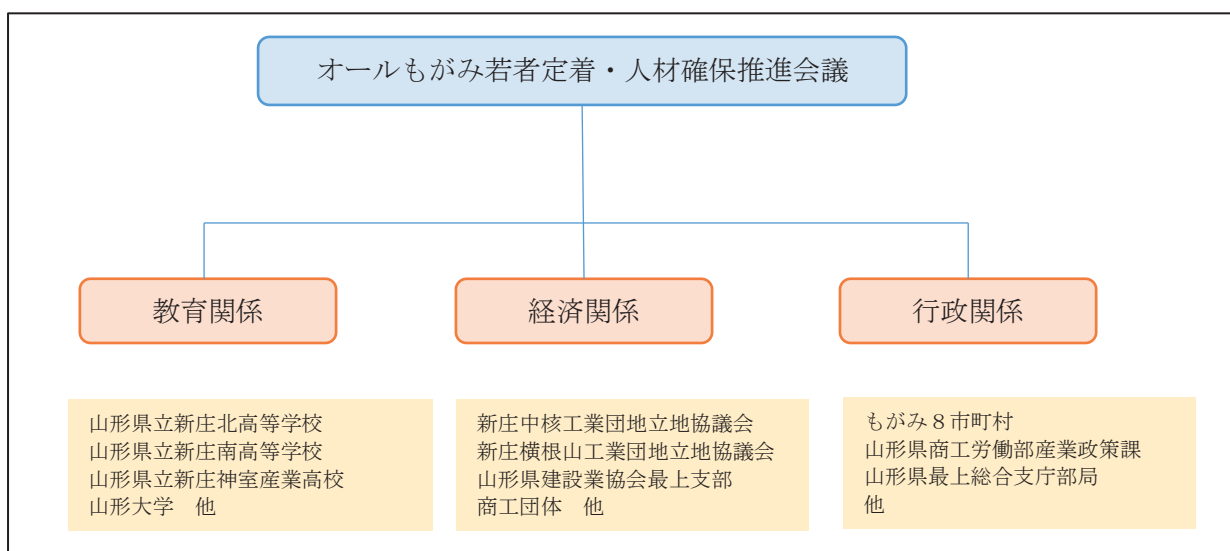 オールもがみ若者定着・人材確保推進会議
教育関係
経済関係
行政関係
山形県立新庄北高等学校
山形県立新庄南高等学校
山形県立新庄神室産業高校
山形大学　他
新庄中核工業団地立地協議会
新庄横根山工業団地立地協議会
山形県建設業協会最上支部
商工団体　他
もがみ８市町村
山形県商工労働部産業政策課
山形県最上総合支庁部局
他